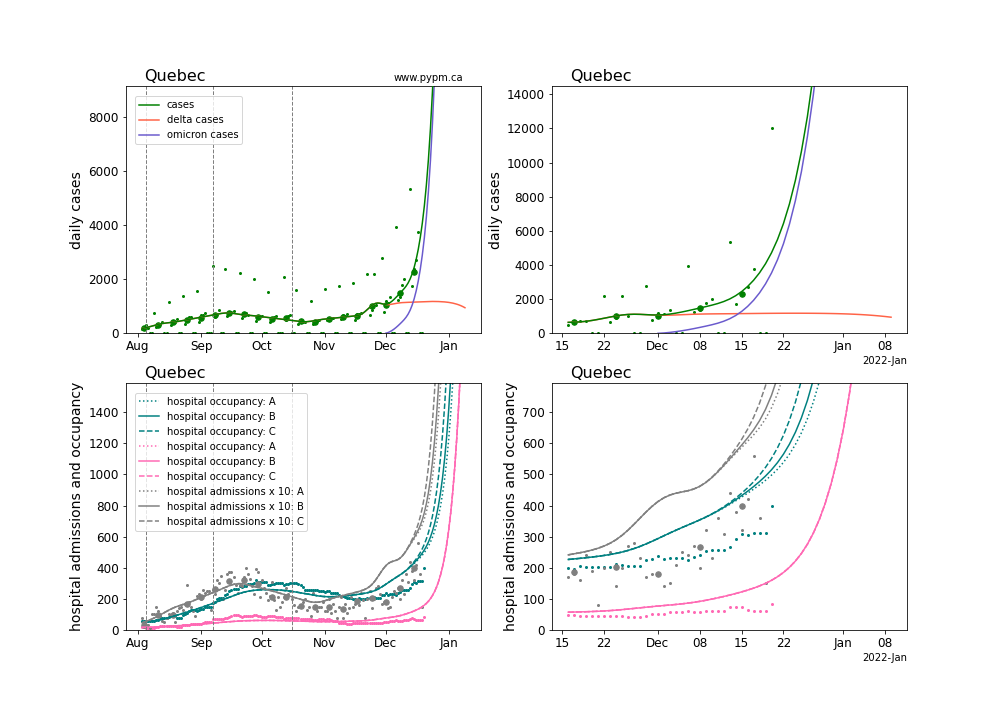 Quebec
www.pypm.ca
daily cases
8000
6000
4000
2000
0
cases
delta cases
omicron cases
Aug Sep Oct Nov Dec Jan
Quebec
daily cases
14000
12000
10000
8000
6000
4000
2000
0
15 22 Dec 08 15 22 Jan 08
2022-Jan
Quebec
hospital admissions and occupancy
1400
1200
1000
800
600
400
200
0
hospital occupancy: A
hospital occupancy: B
hospital occupancy: C
hospital occupancy: A
hospital occupancy: B
hospital occupancy: C
hospital admissions x 10: A
hospital admissions x 10: B
hospital admissions x 10: C
Aug Sep Oct Nov Dec Jan
Quebec
hospital admissions and occupancy
700
600
500
400
300
200
100
0
15 22 Dec 08 15 22 Jan 08
2022-Jan